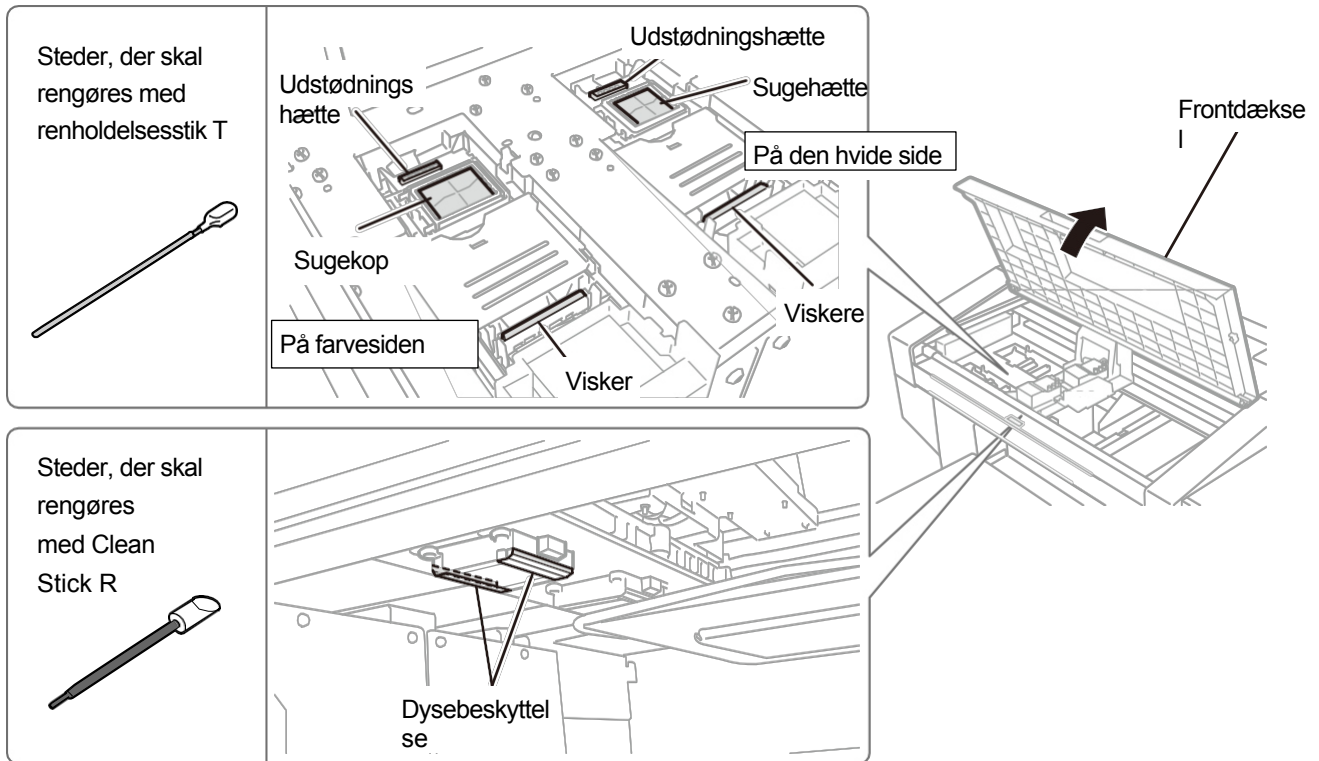 Steder, der skal
rengøres med
renholdelsesstik T
Udstødningshætte
Udstødnings
hætte
Sugehætte
På den hvide side
Sugekop
Viskere
På farvesiden
Visker
Frontdækse
l
Steder, der skal
rengøres
med Clean
Stick R
Dysebeskyttel
se